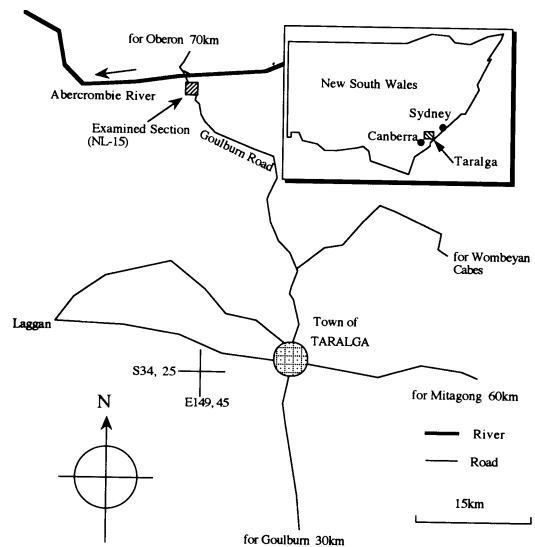 for Oberon 70km
Abercrombie River
Examined Section
(NL-15)
Goulburn Road
New South Wales
Sydney
Canberra
Taralga
for Wombeyan
Cabes
Laggan
Town of
TARALGA
S34, 25
E149, 45
for Mitagong 60km
N
River
Road
15km
for Goulburn 30km